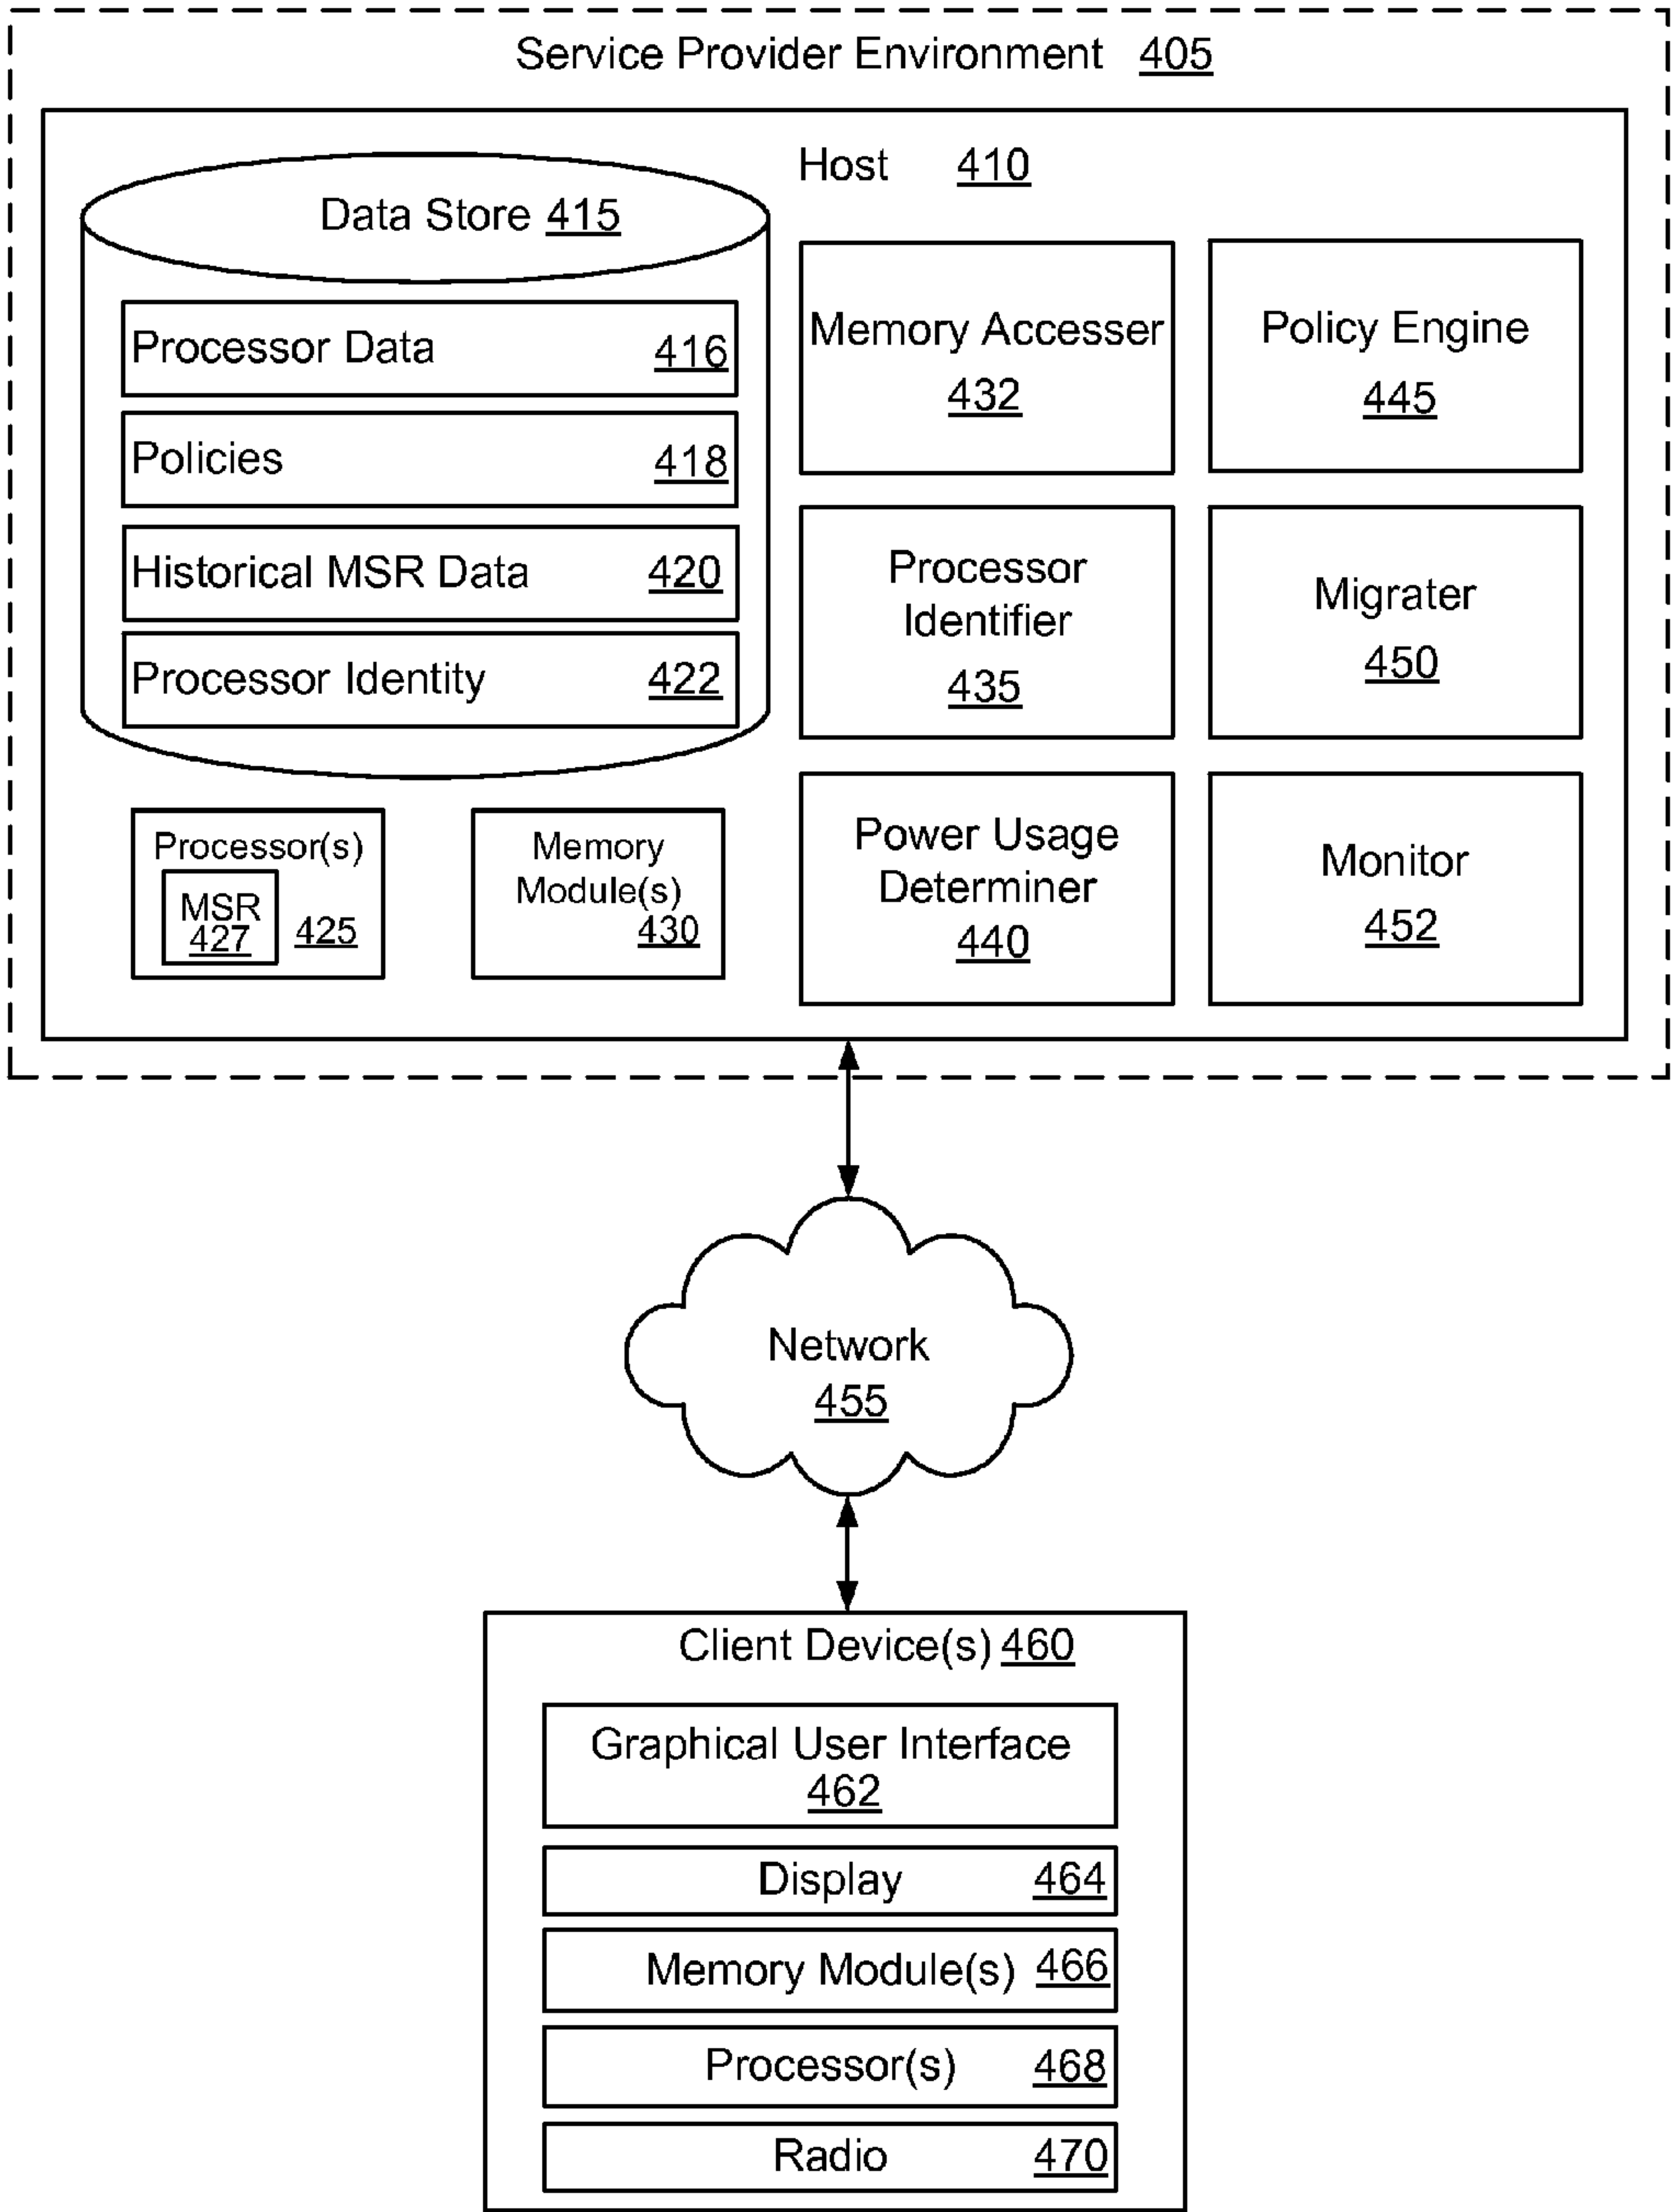 Service Provider Environment 405
Host 410
Data Store 415
Processor Data 416
Policies 418
Historical MSR Data 420
Processor Identity 422
Processor(s)
MSR
427 425
Memory
Module(s)
430
Memory Accesser
432
Policy Engine
445
Processor
Identifier
435
Migrater
450
Power Usage
Determiner
440
Monitor
452
Network
455
Client Device(s) 460
Graphical User Interface
462
Display 464
Memory Module(s) 466
Processor(s) 468
Radio 470